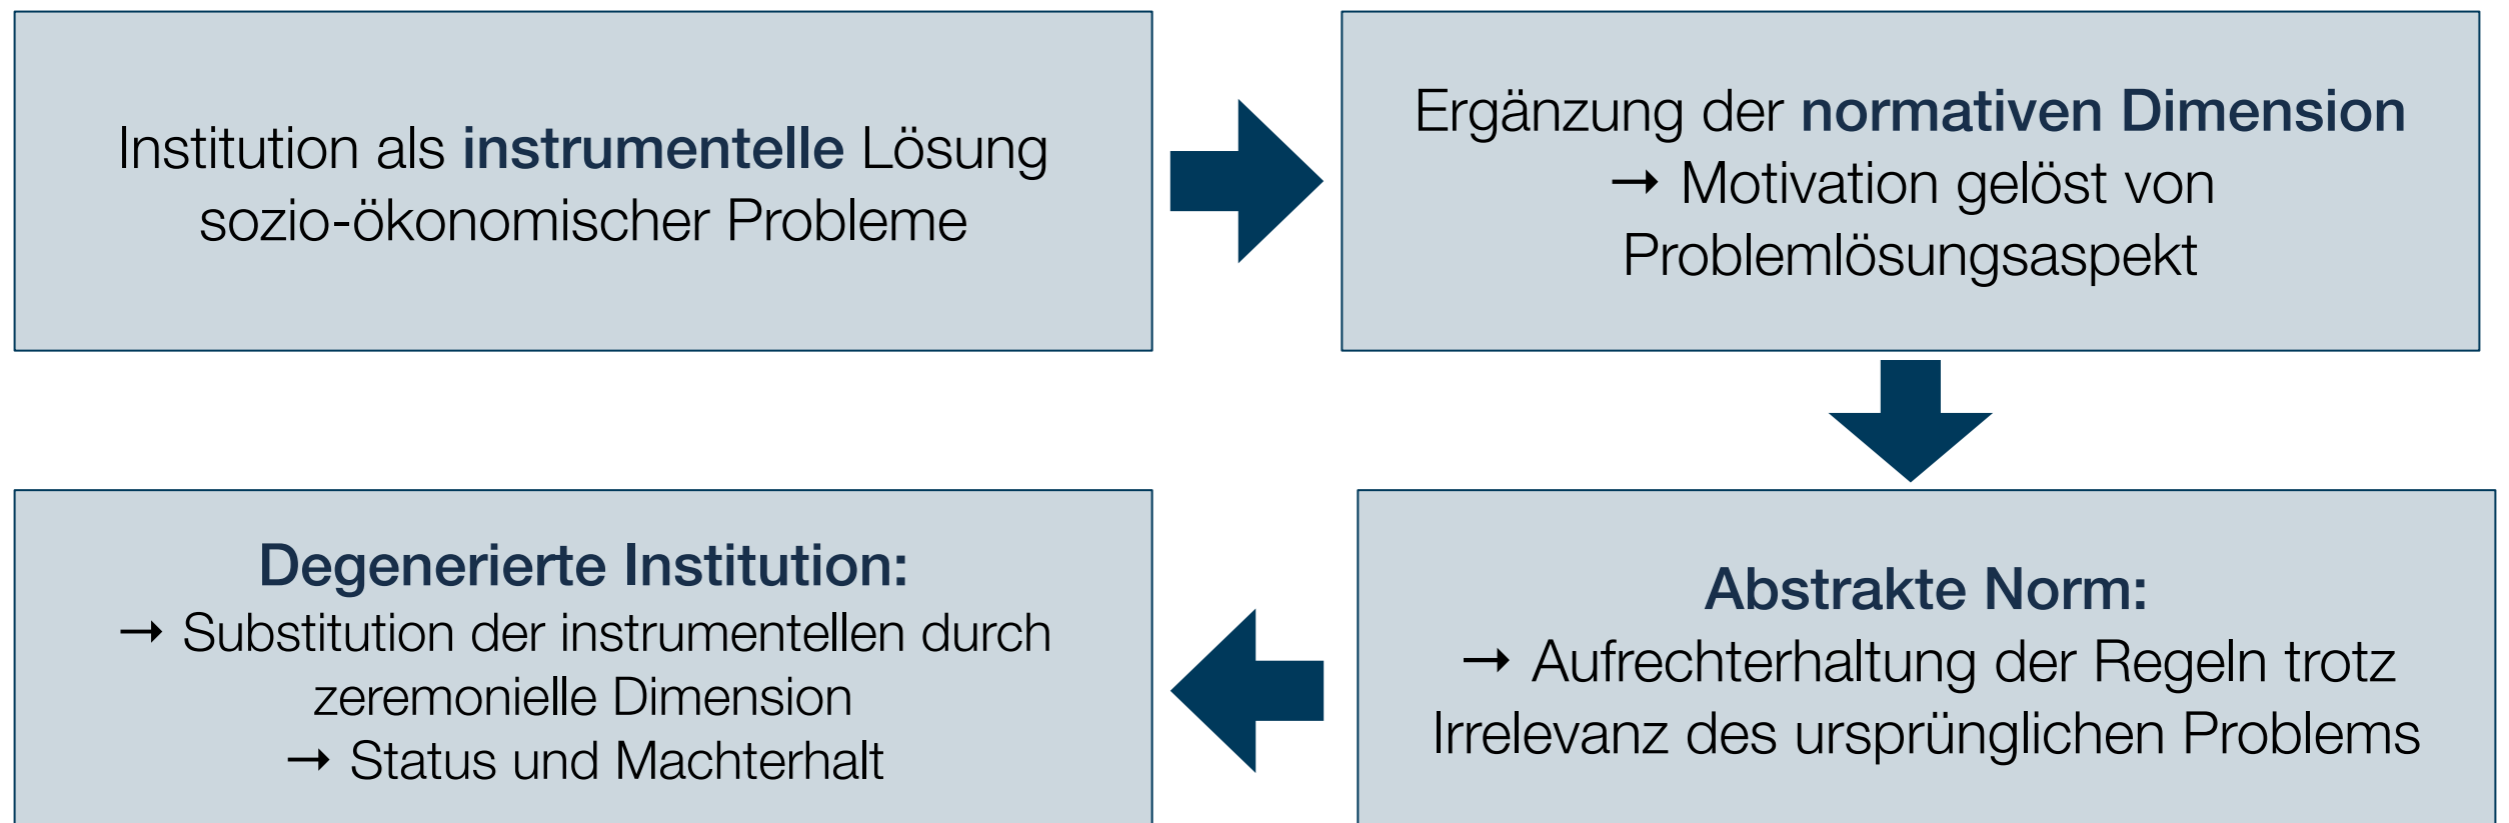 Institution als instrumentelle Lösung
sozio-ökonomischer Probleme
Ergänzung der normativen Dimension
→ Motivation gelöst von
Problemlösungsaspekt
Abstrakte Norm:
→ Aufrechterhaltung der Regeln trotz
Irrelevanz des ursprünglichen Problems
Degenerierte Institution:
→ Substitution der instrumentellen durch
zeremonielle Dimension
→ Status und Machterhalt